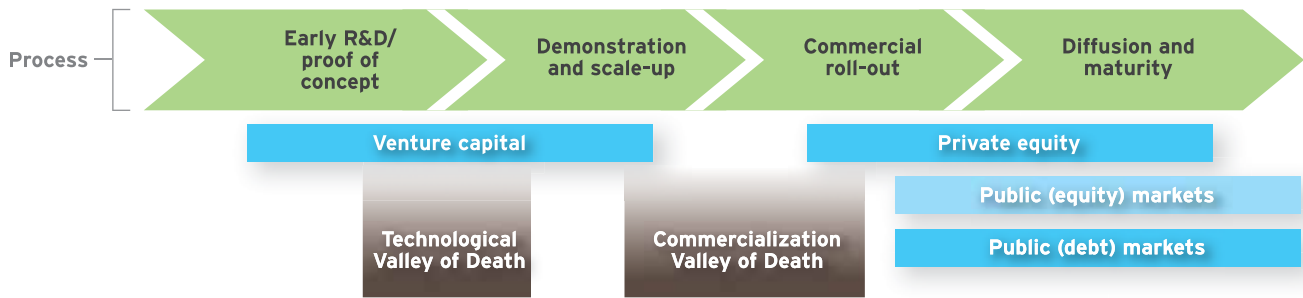 Process
Early R&D/
proof of
concept
Demonstration
and scale-up
Commercial
roll-out
Diffusion and
maturity
Venture capital
Private equity
Public (equity) markets
Public (debt) markets
Technological
Valley of Death
Commercialization
Valley of Death